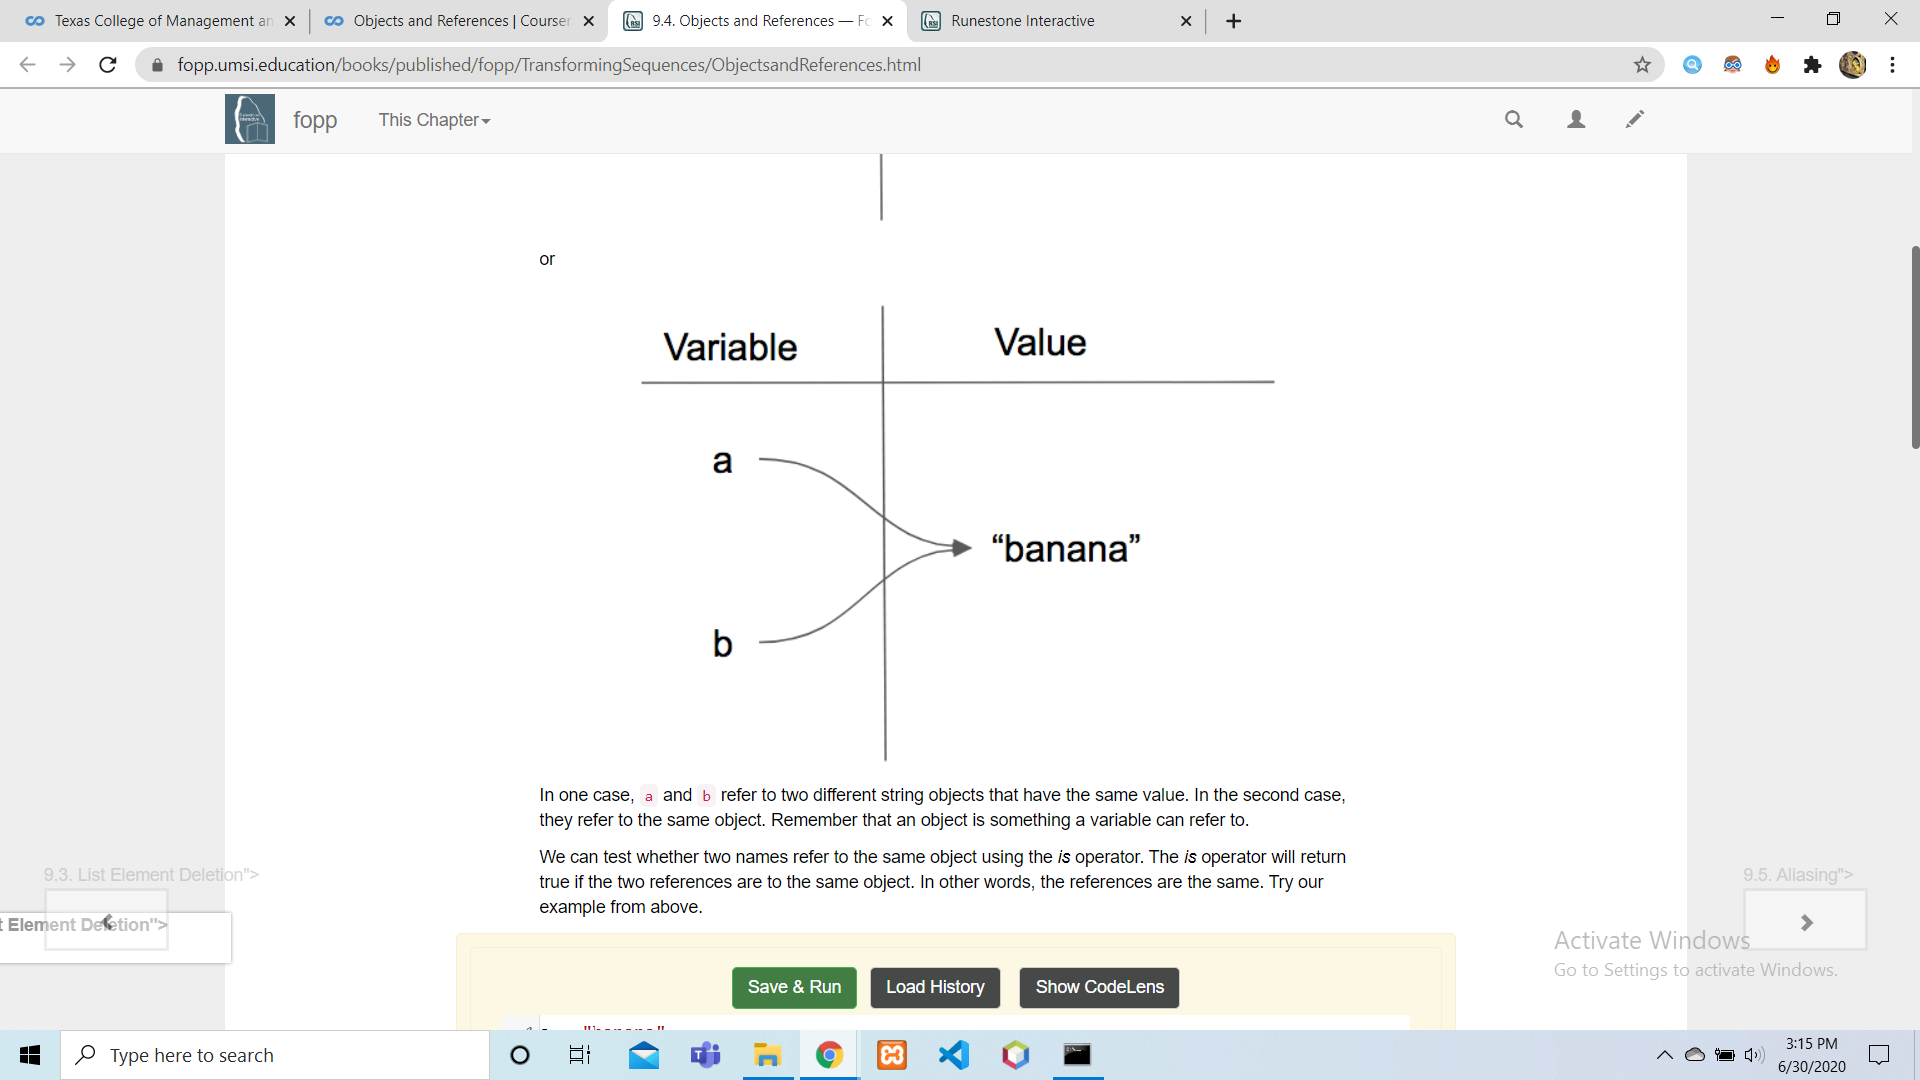 Texas College of Management an
Objects and References | Courser
9.4. Objects and References — Fo
Runestone Interactive
fopp.umsi.education/books/published/fopp/TransformingSequences/ObjectsandReferences.html
fopp
This Chapter
or
Variable
Value
a
“banana”
b
In one case, a and b refer to two different string objects that have the same value. In the second case,
they refer to the same object. Remember that an object is something a variable can refer to.
We can test whether two names refer to the same object using the is operator. The is operator will return
true if the two references are to the same object. In other words, the references are the same. Try our
example from above.
9.3. List Element Deletion">
t Element Deletion">
9.5. Aliasing">
Activate Windows
Go to Settings to activate Windows.
Save & Run
Load History
Show CodeLens
Type here to search
3:15 PM
6/30/2020